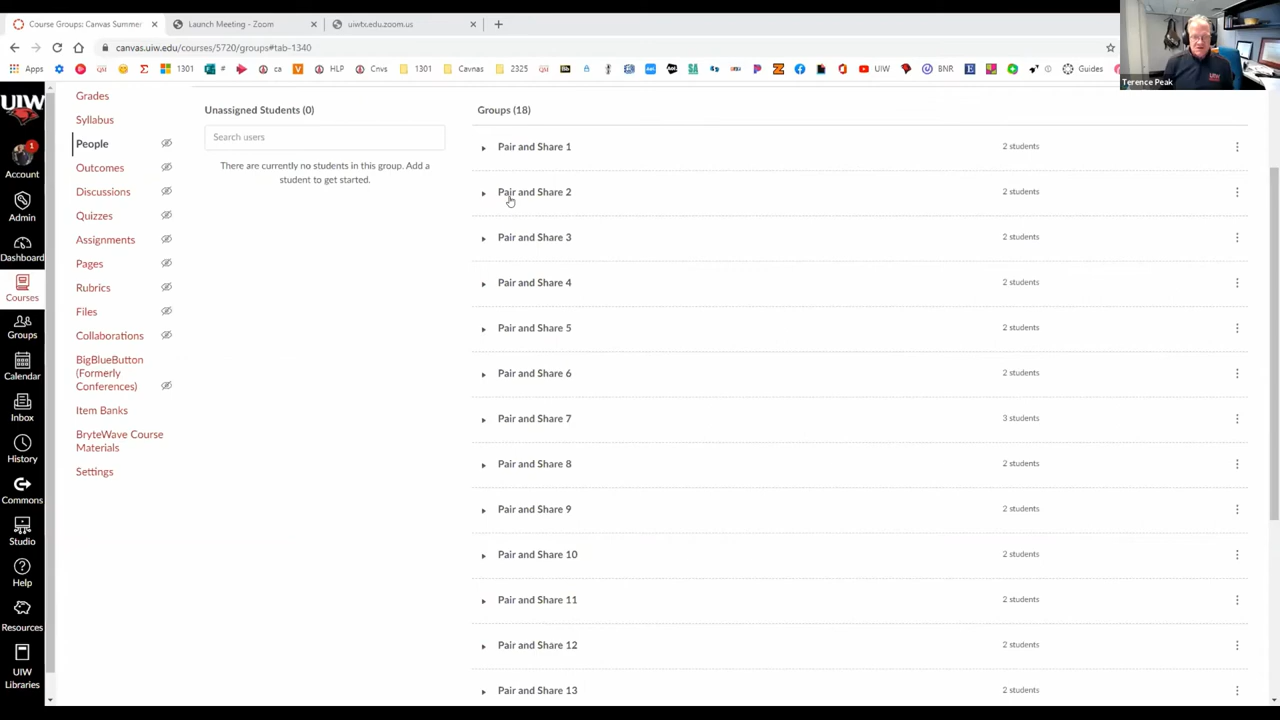 Course Groups: Canvas Summer
Launch Meeting - Zoom
uiwtx.edu.zoom.us
canvas.uiw.edu/courses/5720/groups#tab-1340
Apps
1301
#
ca
HLP
Cnvs
1301
Cavnas
2325
UIW
BNR
Guides
Terence Peak
UIW
1
Account
Admin
Dashboard
Courses
Groups
Calendar
Inbox
History
Commons
Studio
Help
Resources
UIW
Libraries
Grades
Syllabus
People
Outcomes
Discussions
Quizzes
Assignments
Pages
Rubrics
Files
Collaborations
BigBlueButton
(Formerly
Conferences)
Item Banks
BryteWave Course
Materials
Settings
Unassigned Students (0)
Search users
There are currently no students in this group. Add a
student to get started.
Groups (18)
Pair and Share 1 2 students
Pair and Share 2 2 students
Pair and Share 3 2 students
Pair and Share 4 2 students
Pair and Share 5 2 students
Pair and Share 6 2 students
Pair and Share 7 3 students
Pair and Share 8 2 students
Pair and Share 9 2 students
Pair and Share 10 2 students
Pair and Share 11 2 students
Pair and Share 12 2 students
Pair and Share 13 2 students